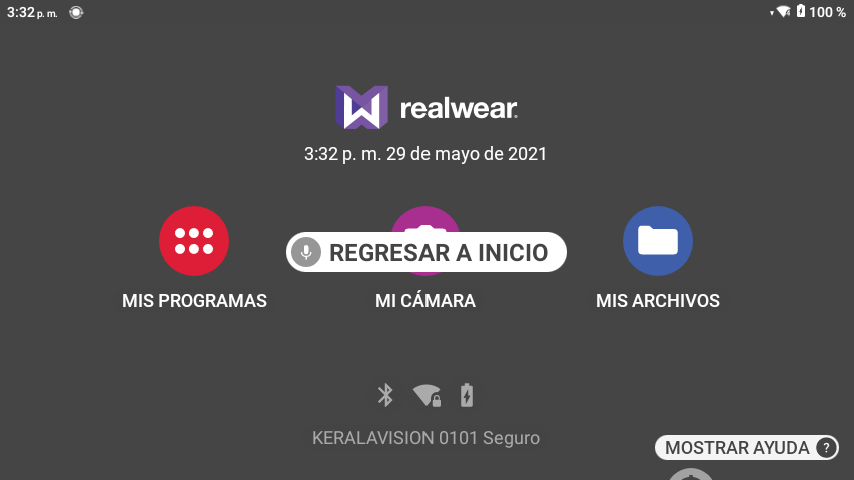 3:32 p. m.
100 %
realwear
3:32 p. m. 29 de mayo de 2021
REGRESAR A INICIO
MIS PROGRAMAS
MI CÁMARA
MIS ARCHIVOS
KERALAVISION 0101 Seguro
MOSTRAR AYUDA ?